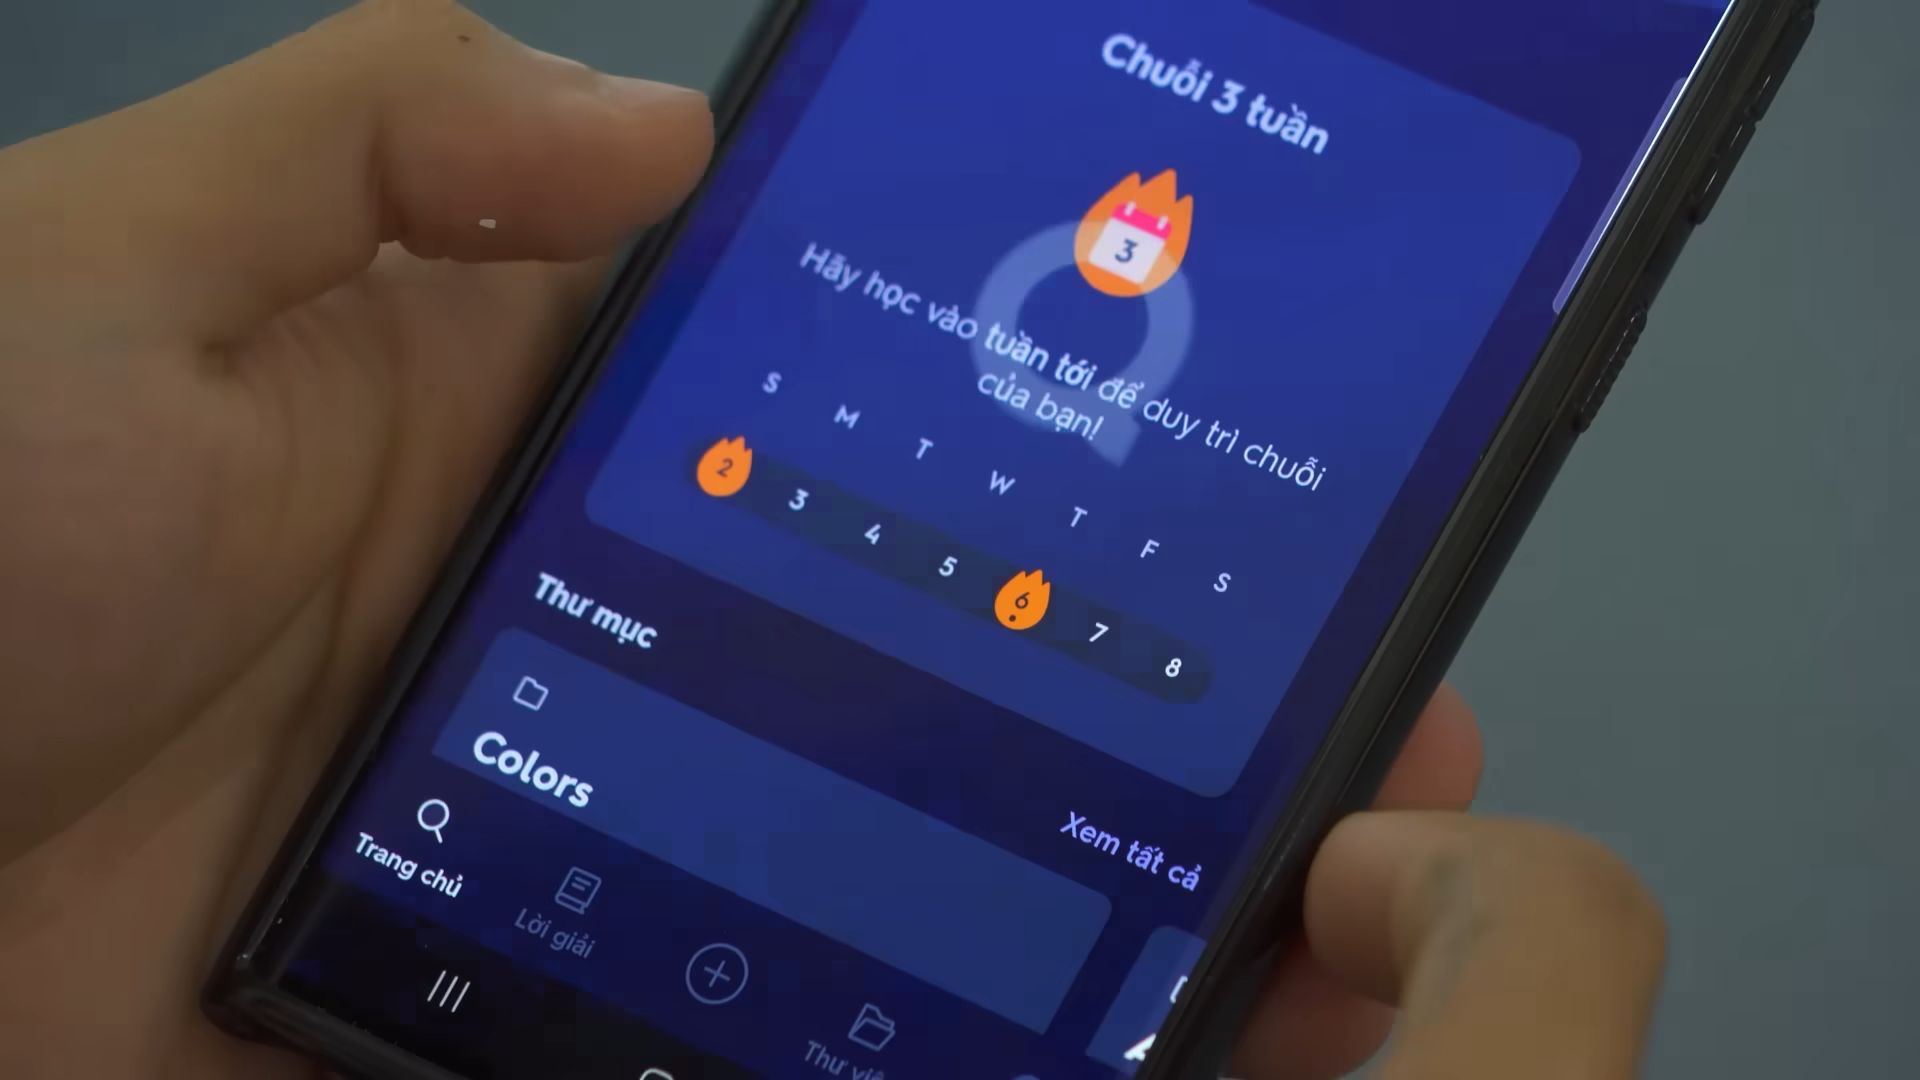 Chuỗi 3 tuần
3
Hãy học vào tuần tới để duy trì chuỗi
của bạn!
S M T W T F S
2 3 4 5 6 7 8
Thư mục
Xem tất cả
Colors
Trang chủ
Lời giải